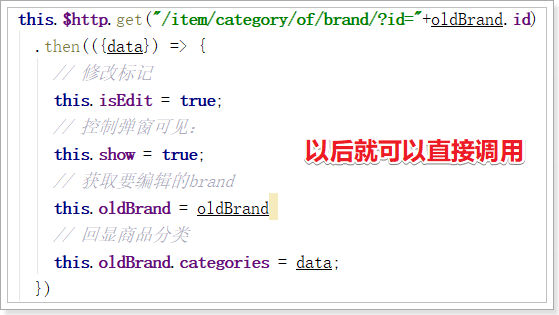 this.$http.get("/item/category/of/brand/?id="+oldBrand.id)
.then(({data}) => {
// 修改标记
this.isEdit = true;
// 控制弹窗可见:
this.show = true;
// 获取要编辑的brand
this.oldBrand = oldBrand
// 回显商品分类
this.oldBrand.categories = data;
})
以后就可以直接调用